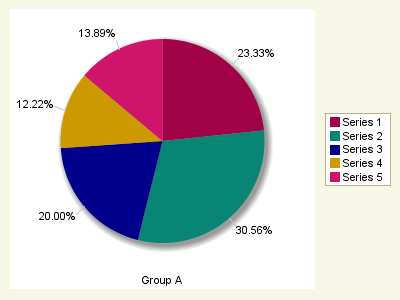 13.89%
23.33%
12.22%
20.00%
30.56%
Group A
Series 1
Series 2
Series 3
Series 4
Series 5